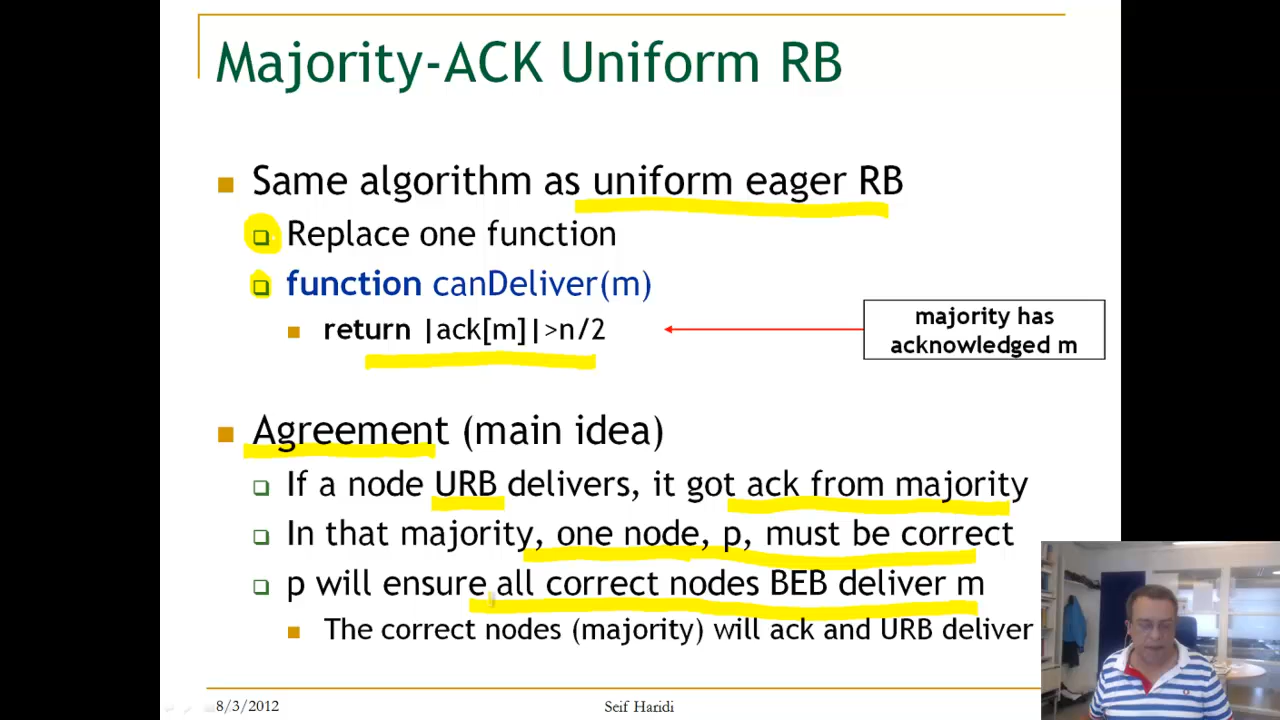 Majority-ACK Uniform RB
Same algorithm as uniform eager RB
Replace one function
function canDeliver(m)
return |ack[m]|>n/2
majority has
acknowledged m
Agreement (main idea)
If a node URB delivers, it got ack from majority
In that majority, one node, p, must be correct
p will ensure all correct nodes BEB deliver m
The correct nodes (majority) will ack and URB deliver
8/3/2012
Seif Haridi